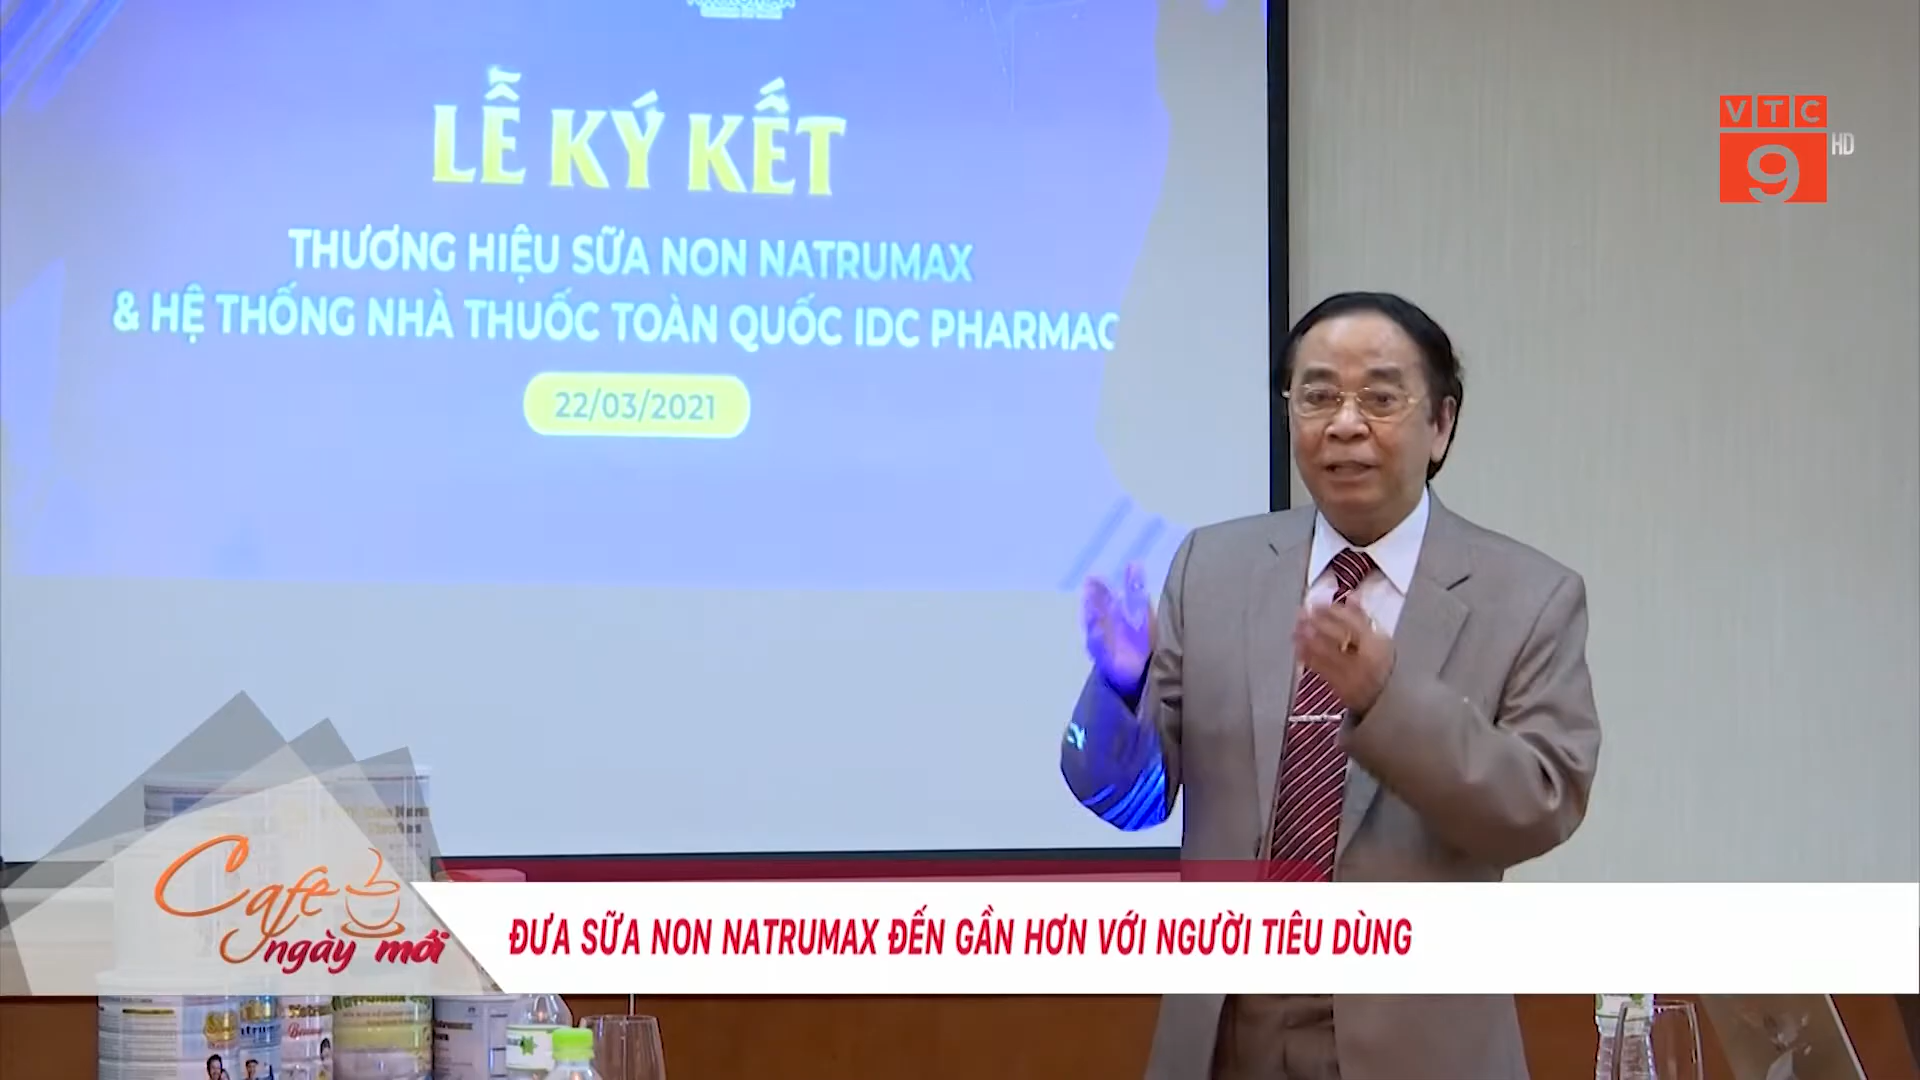 LỄ KÝ KẾT
THƯƠNG HIỆU SỮA NON NATRUMAX
& HỆ THỐNG NHÀ THUỐC TOÀN QUỐC IDC PHARMAC
22/03/2021
VTC
9
HD
Cafe
ngày mới
ĐƯA SỮA NON NATRUMAX ĐẾN GẦN HƠN VỚI NGƯỜI TIÊU DÙNG